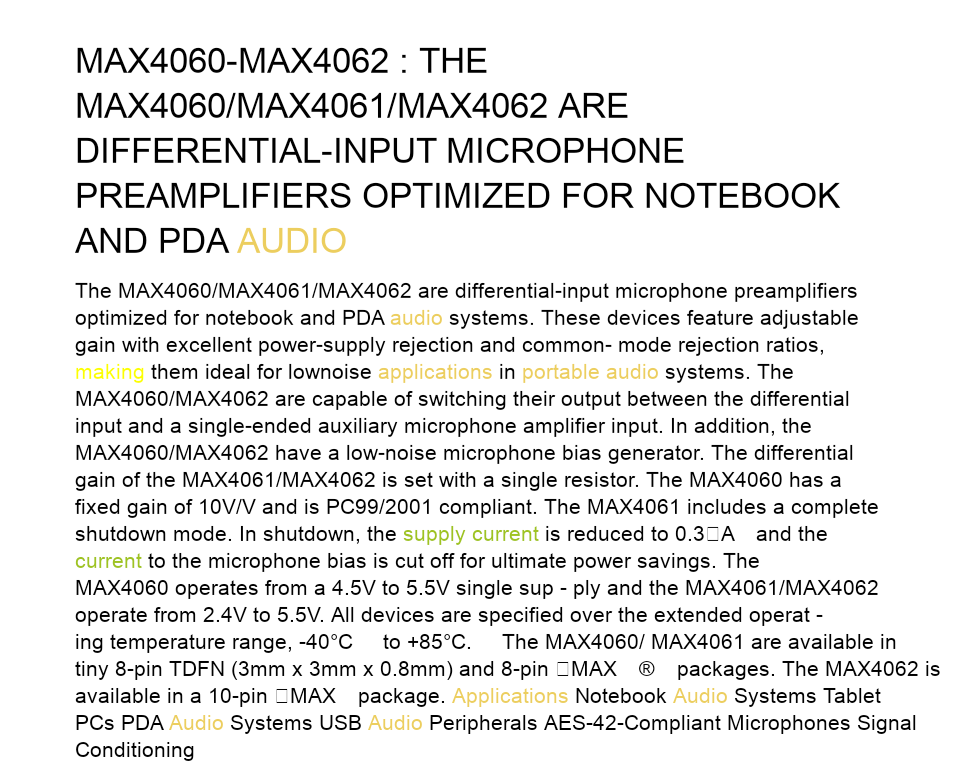 MAX4060-MAX4062 : THE
MAX4060/MAX4061/MAX4062 ARE
DIFFERENTIAL-INPUT MICROPHONE
PREAMPLIFIERS OPTIMIZED FOR NOTEBOOK
AND PDA AUDIO
The MAX4060/MAX4061/MAX4062 are differential-input microphone preamplifiers
optimized for notebook and PDA audio systems. These devices feature adjustable
gain with excellent power-supply rejection and common- mode rejection ratios,
making them ideal for lownoise applications in portable audio systems. The
MAX4060/MAX4062 are capable of switching their output between the differential
input and a single-ended auxiliary microphone amplifier input. In addition, the
MAX4060/MAX4062 have a low-noise microphone bias generator. The differential
gain of the MAX4061/MAX4062 is set with a single resistor. The MAX4060 has a
fixed gain of 10V/V and is PC99/2001 compliant. The MAX4061 includes a complete
shutdown mode. In shutdown, the supply current is reduced to 0.3□A and the
current to the microphone bias is cut off for ultimate power savings. The
MAX4060 operates from a 4.5V to 5.5V single sup - ply and the MAX4061/MAX4062
operate from 2.4V to 5.5V. All devices are specified over the extended operat -
ing temperature range, -40°C to +85°C. The MAX4060/ MAX4061 are available in
tiny 8-pin TDFN (3mm x 3mm x 0.8mm) and 8-pin □MAX ® packages. The MAX4062 is
available in a 10-pin □MAX package. Applications Notebook Audio Systems Tablet
PCs PDA Audio Systems USB Audio Peripherals AES-42-Compliant Microphones Signal
Conditioning